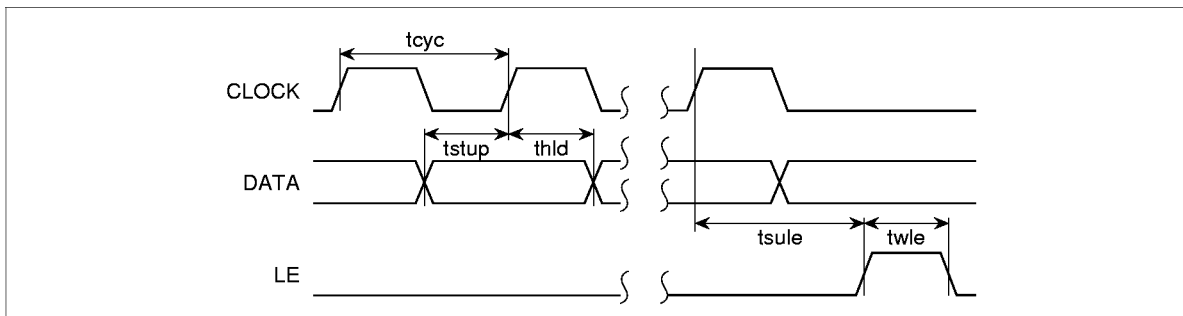 tcyc
CLOCK
tstup
thld
DATA
tsule
twle
LE